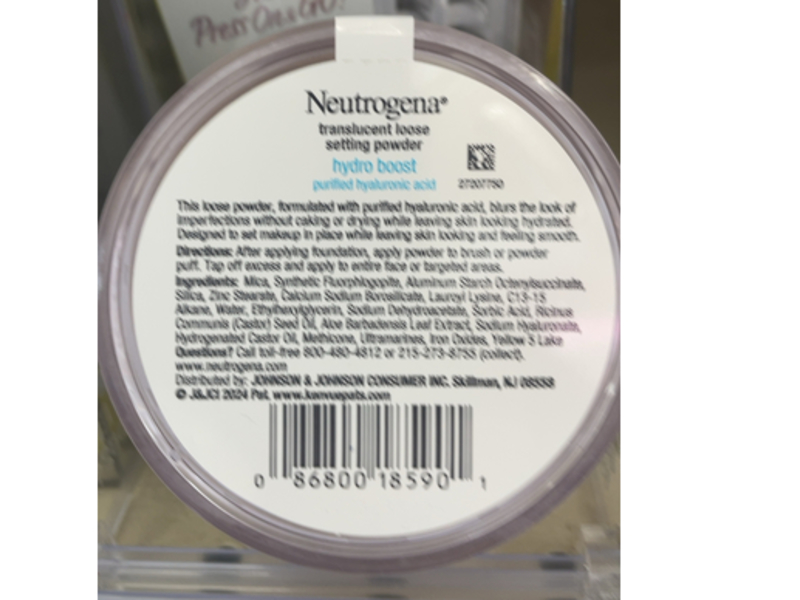 Press On & GO!
Neutrogena®
translucent loose
setting powder
hydro boost
purified hyaluronic acid
27207750
This loose powder, formulated with purified hyaluronic acid, blurs the look of
imperfections without caking or drying while leaving skin looking hydrated.
Designed to set makeup in place while leaving skin looking and feeling smooth.
Directions: After applying foundation, apply powder to brush or powder
puff. Tap off excess and apply to entire face or targeted areas.
Ingredients: Mica, Synthetic Fluorphlogopite, Aluminum Starch Octenylsuccinate,
Silica, Zinc Stearate, Calcium Sodium Borosilicate, Lauroyl Lysine, C13-15
Alkane, Water, Ethylhexylglycerin, Sodium Dehydroacetate, Sorbic Acid, Ricinus
Communis (Castor) Seed Oil, Aloe Barbadensis Leaf Extract, Sodium Hyaluronate,
Hydrogenated Castor Oil, Methicone, Ultramarines, Iron Oxides, Yellow 5 Lake
Questions? Call toll-free 800-480-4812 or 215-273-8755 (collect).
www.neutrogena.com
Distributed by: JOHNSON & JOHNSON CONSUMER INC. Skillman, NJ 08558
© J&JCI 2024 Pat. www.kenvuepats.com
0 86800 18590 1